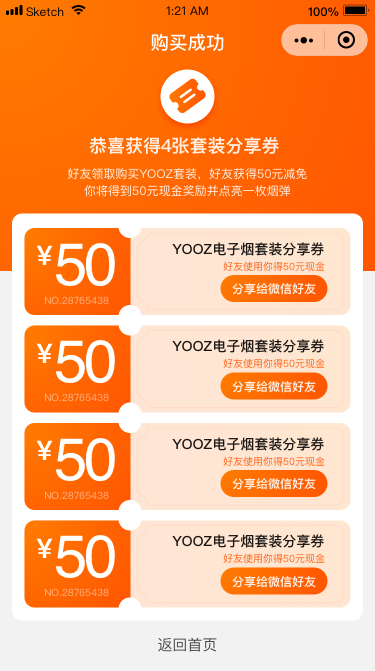 Sketch
1:21 AM
100%
购买成功
恭喜获得4张套装分享券
好友领取购买YOOZ套装，好友获得50元减免
你将得到50元现金奖励并点亮一枚烟弹
¥50
NO.28765438
YOOZ电子烟套装分享券
好友使用你得50元现金
分享给微信好友
¥50
NO.28765438
YOOZ电子烟套装分享券
好友使用你得50元现金
分享给微信好友
¥50
NO.28765438
YOOZ电子烟套装分享券
好友使用你得50元现金
分享给微信好友
¥50
NO.28765438
YOOZ电子烟套装分享券
好友使用你得50元现金
分享给微信好友
返回首页